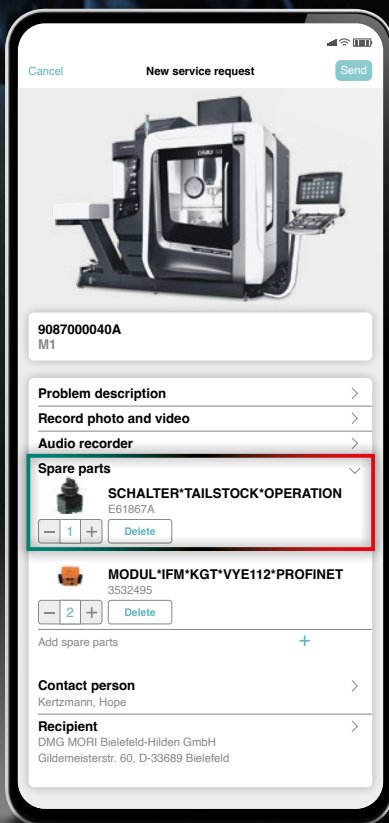 Cancel
New service request
Send
DMU 50
9087000040A
M1
Problem description
Record photo and video
Audio recorder
Spare parts
SCHALTER*TAILSTOCK*OPERATION
E61867A
1
Delete
MODUL*IFM*KGT*VYE112*PROFINET
3532495
2
Delete
Add spare parts
Contact person
Kertzmann, Hope
Recipient
DMG MORI Bielefeld-Hilden GmbH
Gildemeisterstr. 60, D-33689 Bielefeld